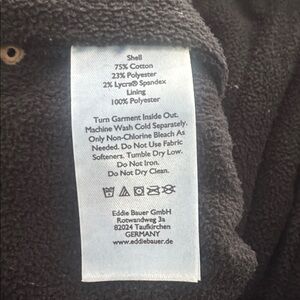 Shell
75% Cotton
23% Polyester
2% Lycra® Spandex
Lining
100% Polyester
Turn Garment Inside Out.
Machine Wash Cold Separately.
Only Non-Chlorine Bleach As
Needed. Do Not Use Fabric
Softeners. Tumble Dry Low.
Do Not Iron.
Do Not Dry Clean.
Eddie Bauer GmbH
Rotwandweg 3a
82024 Taufkirchen
GERMANY
www.eddiebauer.de